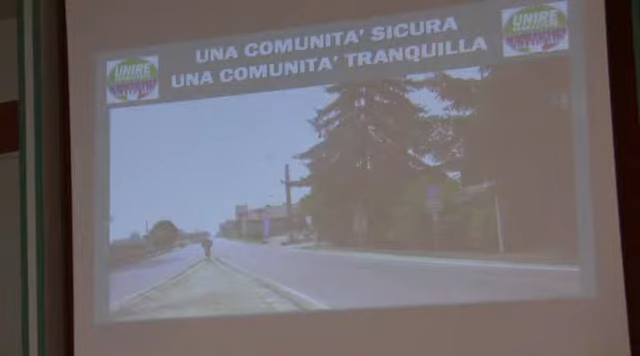 UNA COMUNITA' SICURA
UNA COMUNITA' TRANQUILLA
UNIRE
UNIRE